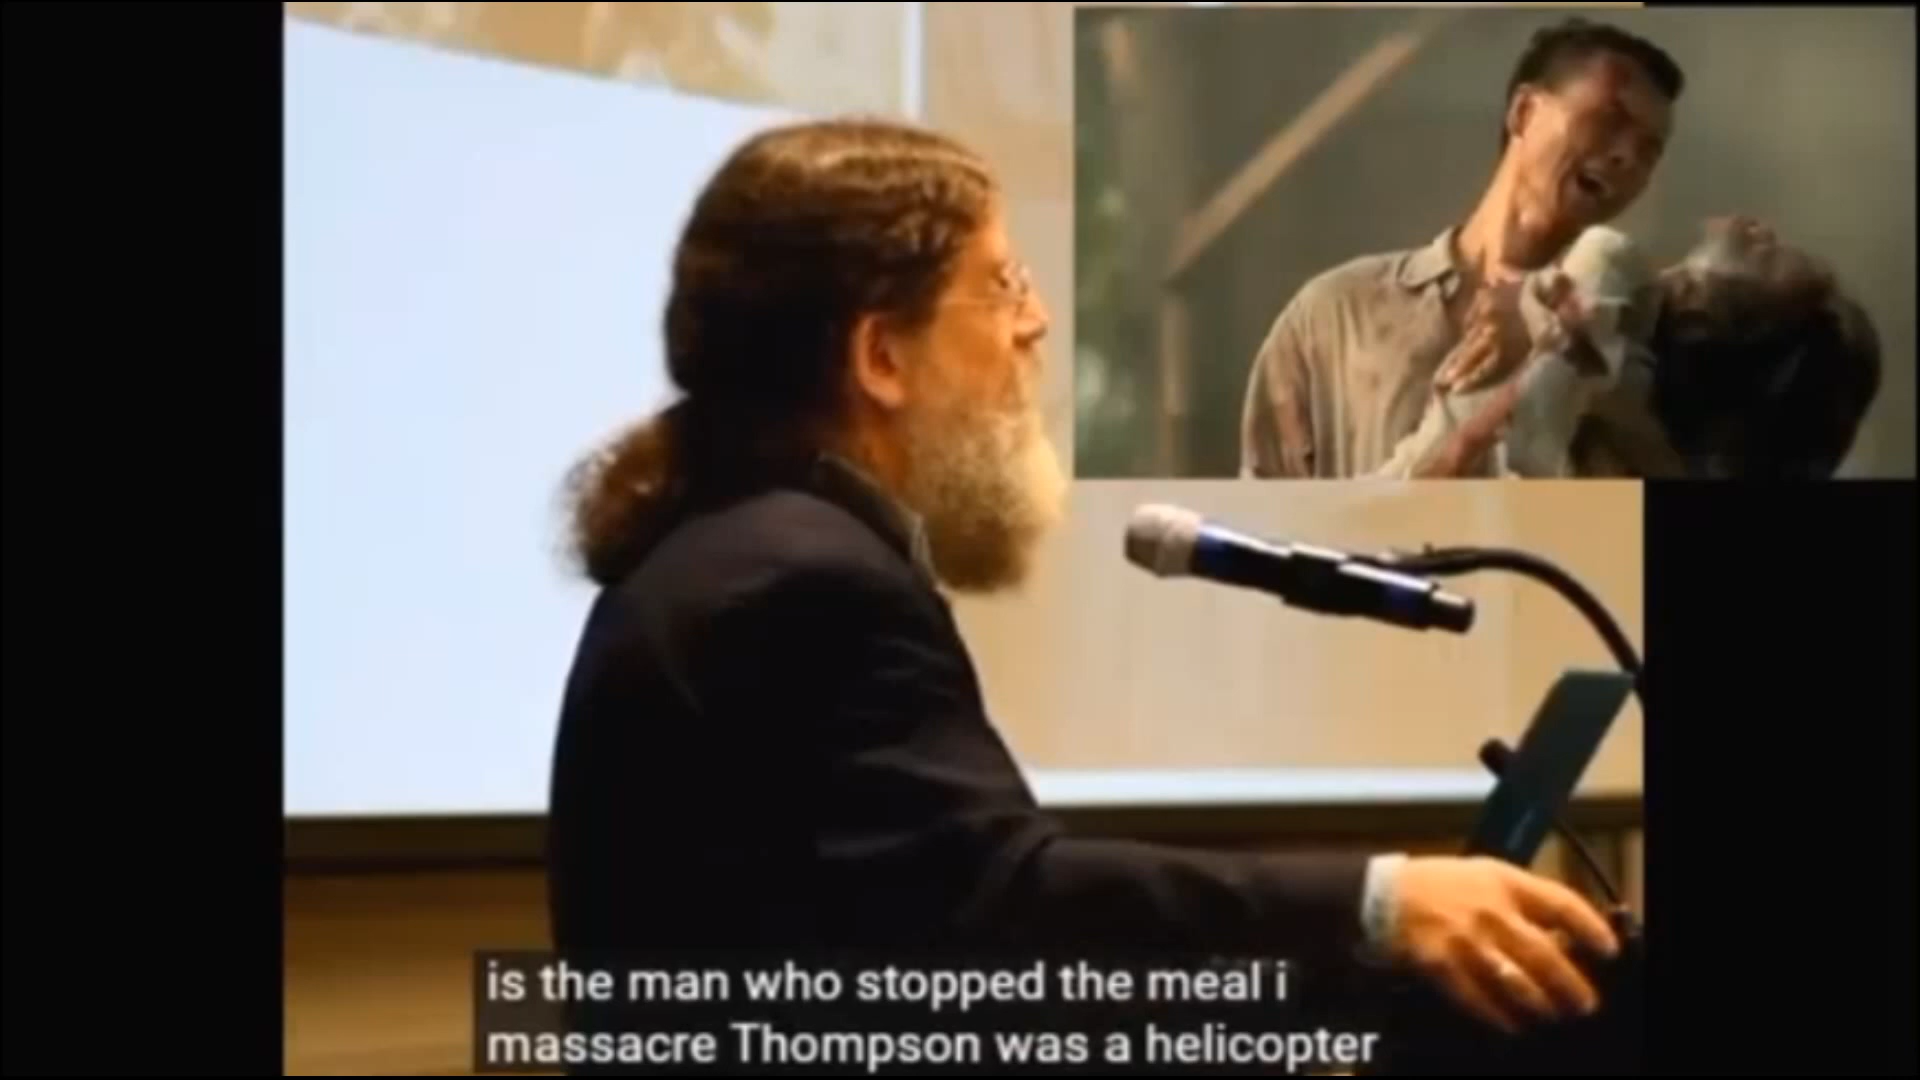 is the man who stopped the meal i
massacre Thompson was a helicopter